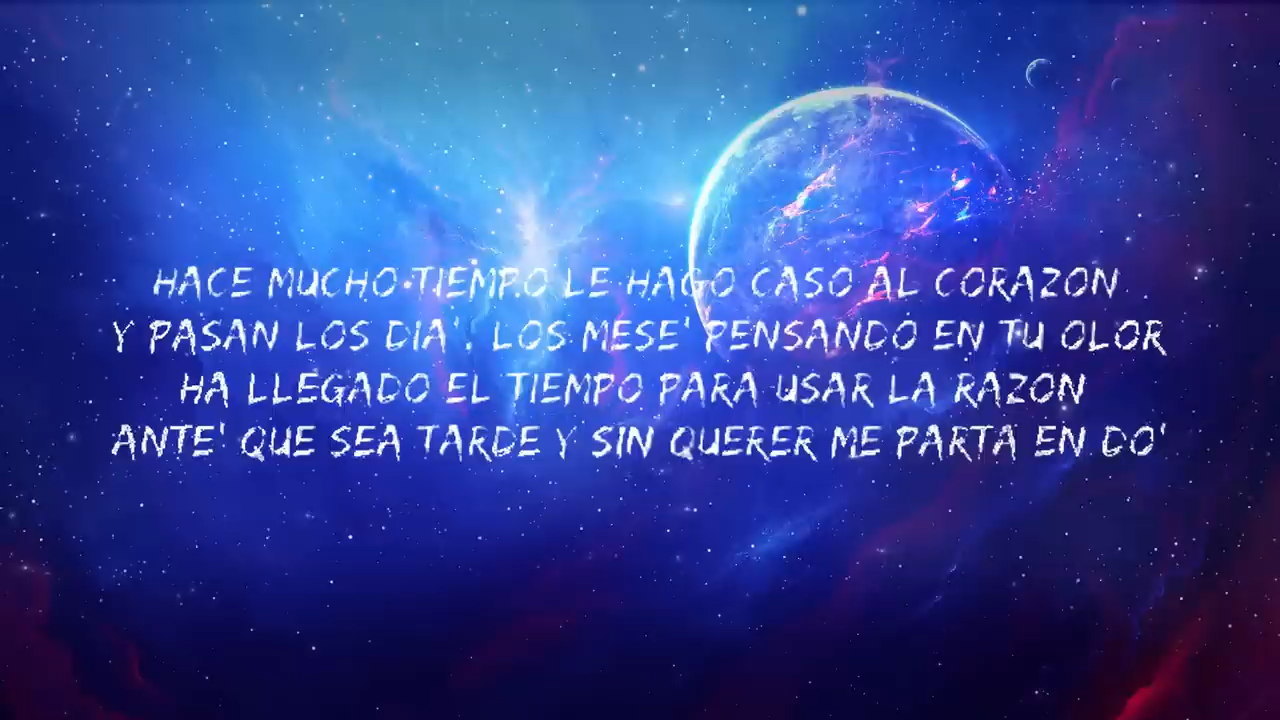 HACE MUCHO TIEMPO LE HAGO CASO AL CORAZON
Y PASAN LOS DIA', LOS MESE' PENSANDO EN TU OLOR
HA LLEGADO EL TIEMPO PARA USAR LA RAZON
ANTE' QUE SEA TARDE Y SIN QUERER ME PARTA EN DO'